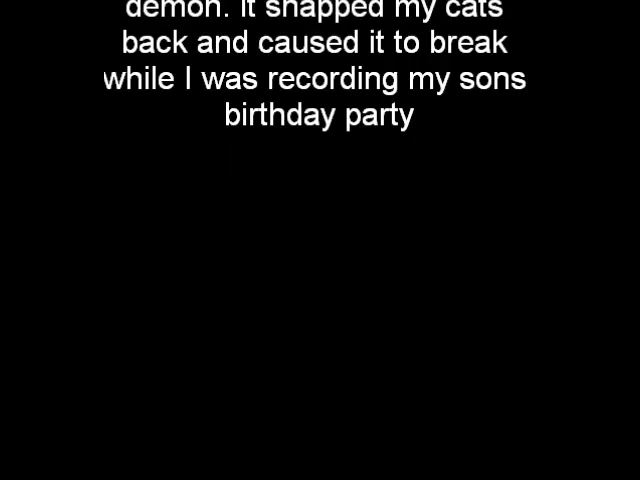 demon. It snapped my cats
back and caused it to break
while I was recording my sons
birthday party